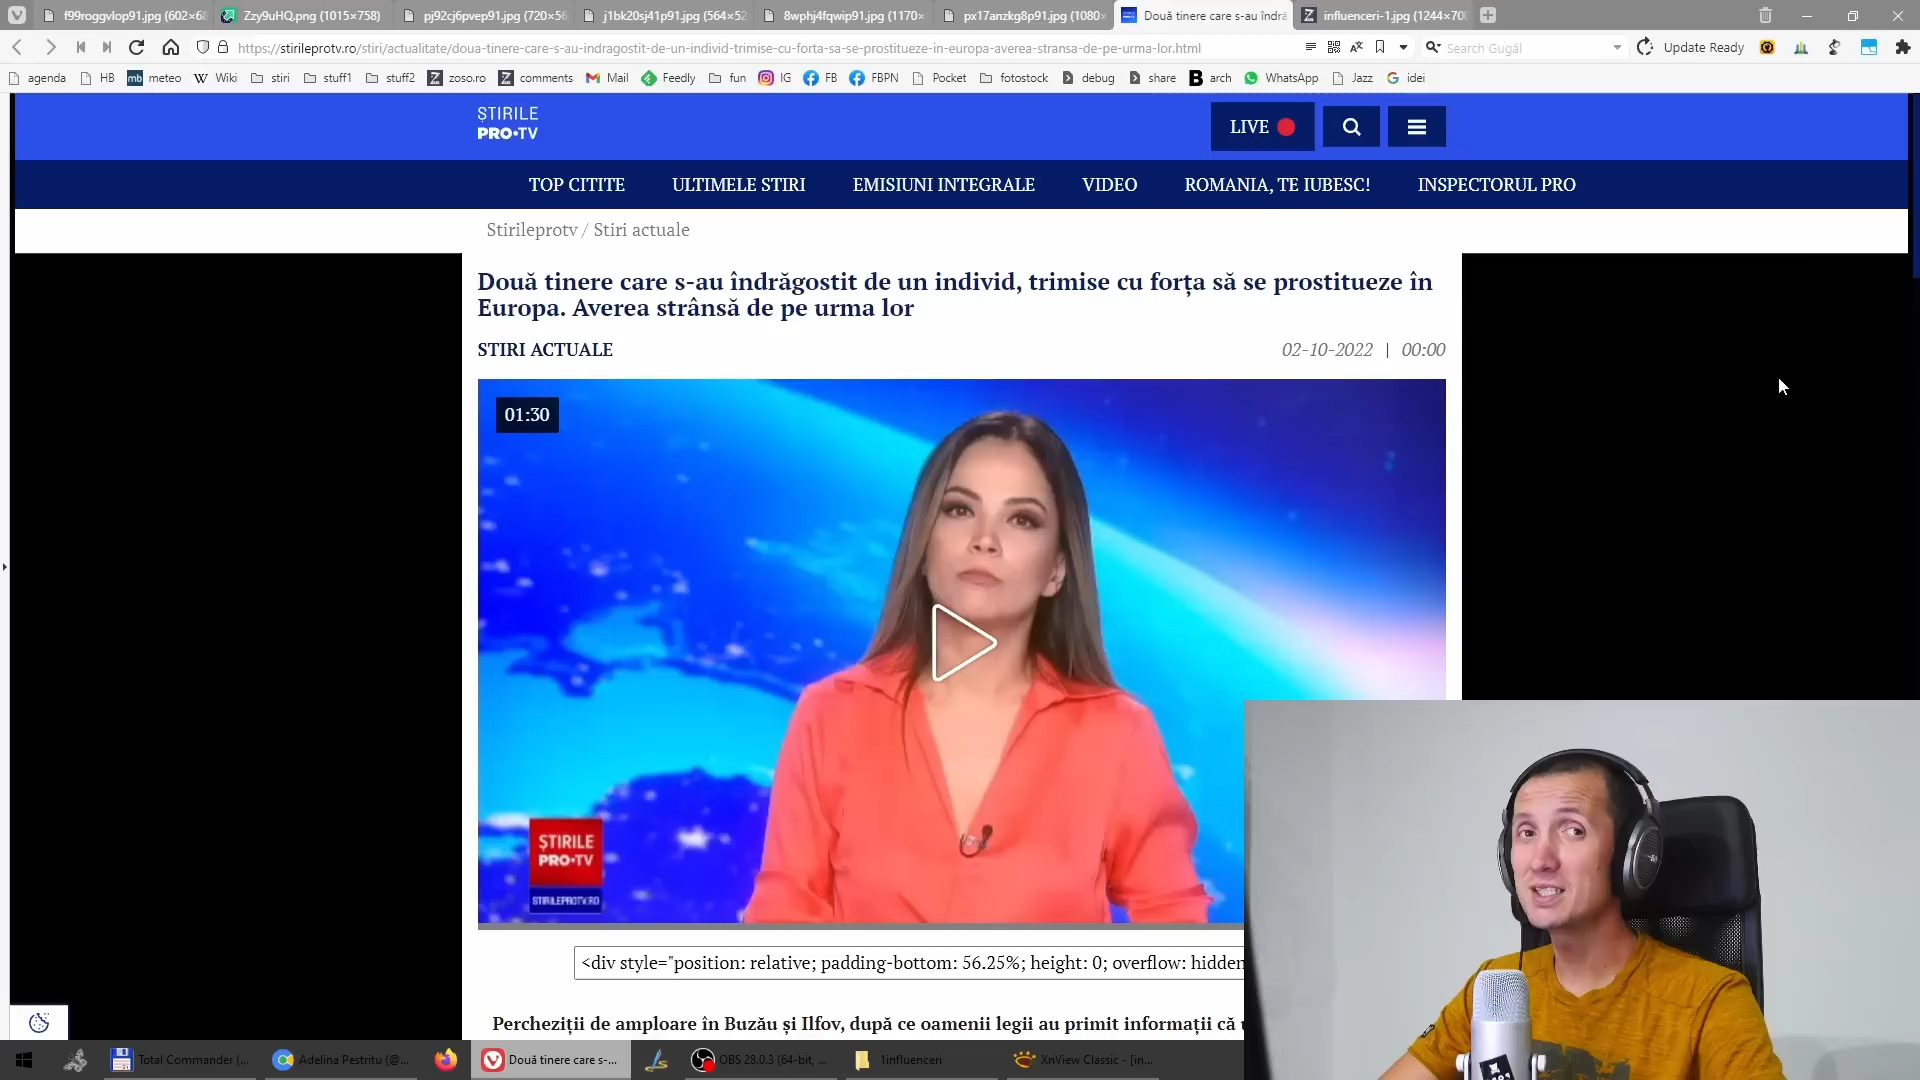 f99roggvlop91.jpg (602×68
Zzy9uHQ.png (1015×758)
pj92cj6pvep91.jpg (720×56
j1bk20sj41p91.jpg (564×52
8wphj4fqwip91.jpg (1170×
px17anzkg8p91.jpg (1080×
Două tinere care s-au îndră
influenceri-1.jpg (1244×70
https://stirileprotv.ro/stiri/actualitate/doua-tinere-care-s-au-indragostit-de-un-individ-trimise-cu-forta-sa-se-prostitueze-in-europa-averea-stransa-de-pe-urma-lor.html
Search Gugăl
Update Ready
agenda HB mb meteo W Wiki stiri stuff1 stuff2 Z zoso.ro Z comments Mail Feedly fun IG FB FBPN Pocket fotostock debug share B arch WhatsApp Jazz G idei
ȘTIRILE
PRO•TV
LIVE
TOP CITITE ULTIMELE STIRI EMISIUNI INTEGRALE VIDEO ROMANIA, TE IUBESC! INSPECTORUL PRO
Stirileprotv / Stiri actuale
Două tinere care s-au îndrăgostit de un individ, trimise cu forța să se prostitueze în
Europa. Averea strânsă de pe urma lor
STIRI ACTUALE
02-10-2022 | 00:00
01:30
ȘTIRILE
PRO•TV
STIRILEPROTV.RO
<div style="position: relative; padding-bottom: 56.25%; height: 0; overflow: hidden
Percheziții de amploare în Buzău și Ilfov, după ce oamenii legii au primit informații că
Total Commander (...
Adelina Pestritu (@...
Două tinere care s-...
OBS 28.0.3 (64-bit, ...
1influenceri
XnView Classic - [in...